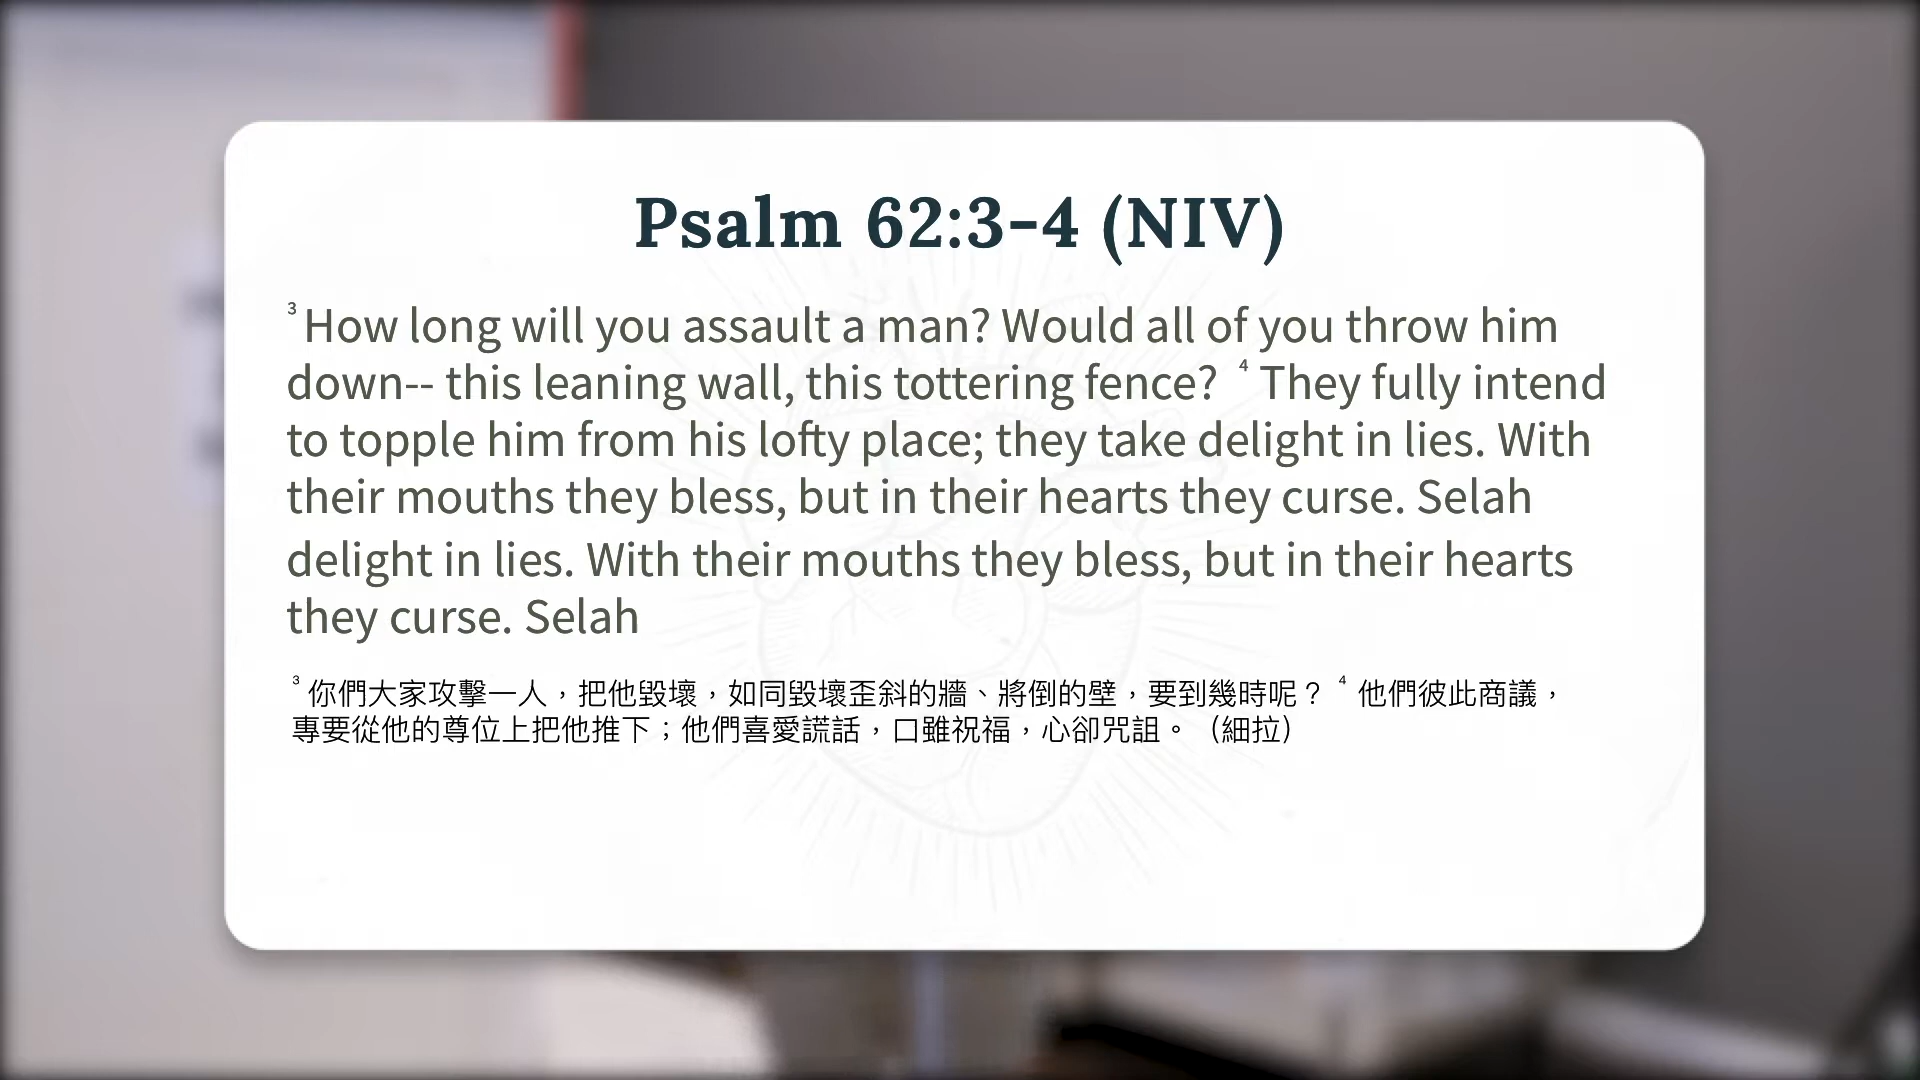 Psalm 62:3-4 (NIV)
3 How long will you assault a man? Would all of you throw him
down-- this leaning wall, this tottering fence? 4 They fully intend
to topple him from his lofty place; they take delight in lies. With
their mouths they bless, but in their hearts they curse. Selah
delight in lies. With their mouths they bless, but in their hearts
they curse. Selah
3 你們大家攻擊一人，把他毀壞，如同毀壞歪斜的牆、將倒的壁，要到幾時呢？ 4 他們彼此商議，
專要從他的尊位上把他推下；他們喜愛謊話，口雖祝福，心卻咒詛。（細拉）